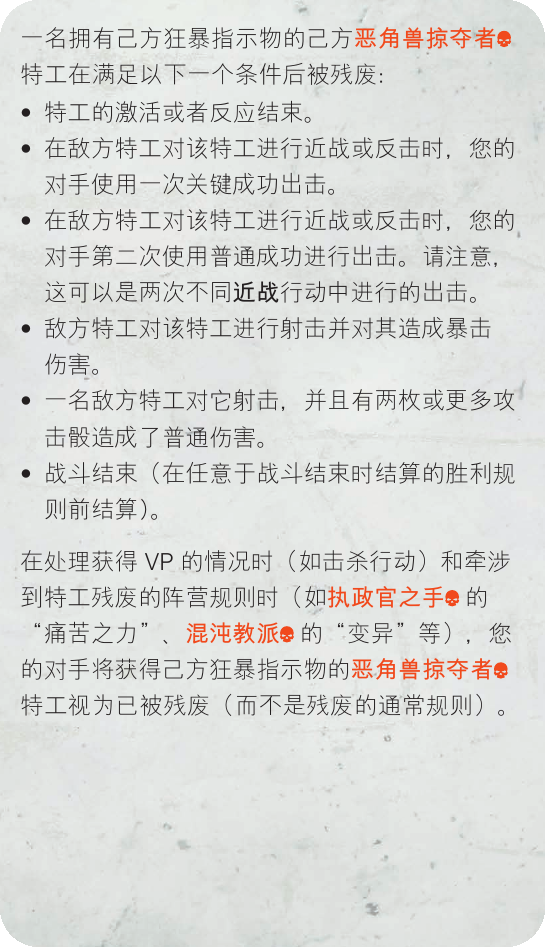 一名拥有己方狂暴指示物的己方恶角兽掠夺者
特工在满足以下一个条件后被残废：
• 特工的激活或者反应结束。
• 在敌方特工对该特工进行近战或反击时，您的
对手使用一次关键成功出击。
• 在敌方特工对该特工进行近战或反击时，您的
对手第二次使用普通成功进行出击。请注意，
这可以是两次不同近战行动中进行的出击。
• 敌方特工对该特工进行射击并对其造成暴击
伤害。
• 一名敌方特工对它射击，并且有两枚或更多攻
击骰造成了普通伤害。
• 战斗结束（在任意于战斗结束时结算的胜利规
则前结算）。
在处理获得 VP 的情况时（如击杀行动）和牵涉
到特工残废的阵营规则时（如执政官之手 的
“痛苦之力”、混沌教派 的“变异”等），您
的对手将获得己方狂暴指示物的恶角兽掠夺者
特工视为已被残废（而不是残废的通常规则）。